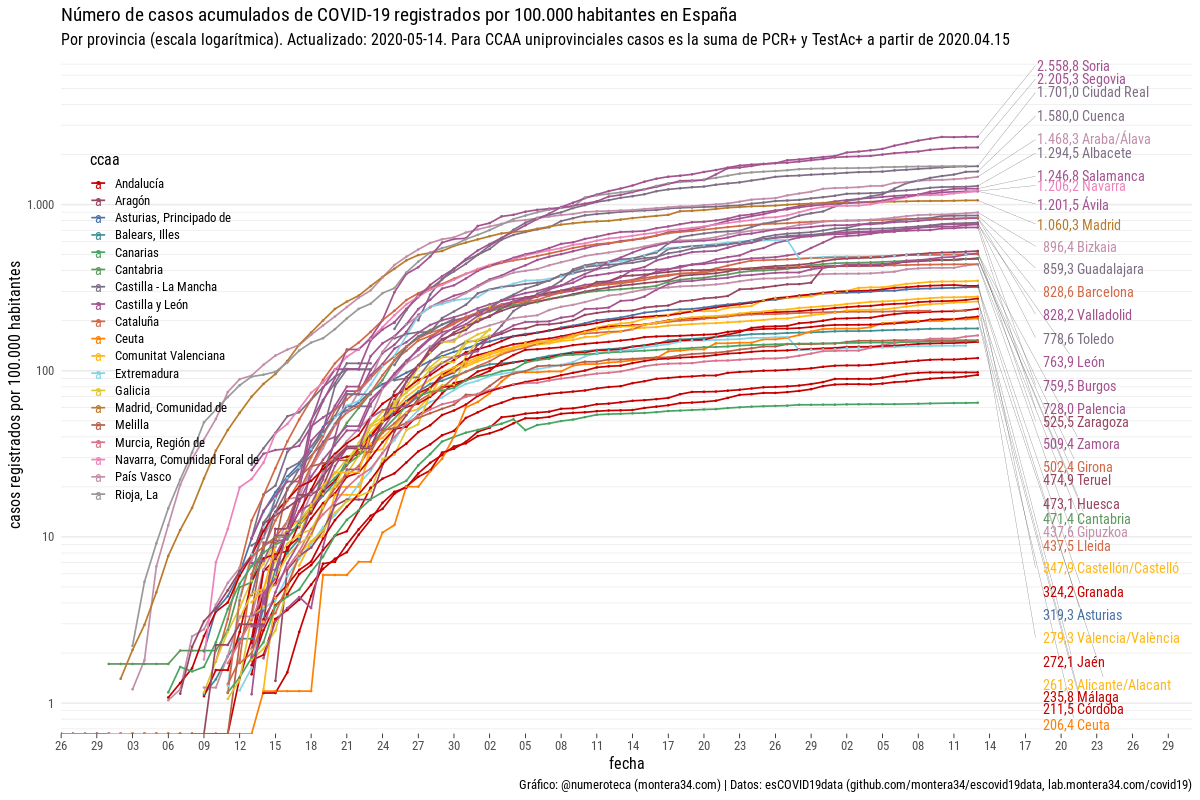 Número de casos acumulados de COVID-19 registrados por 100.000 habitantes en España
Por provincia (escala logarítmica). Actualizado: 2020-05-14. Para CCAA uniprovinciales casos es la suma de PCR+ y TestAc+ a partir de 2020.04.15
casos registrados por 100.000 habitantes
1.000
100
10
1
ccaa
Andalucía
Aragón
Asturias, Principado de
Balears, Illes
Canarias
Cantabria
Castilla - La Mancha
Castilla y León
Cataluña
Ceuta
Comunitat Valenciana
Extremadura
Galicia
Madrid, Comunidad de
Melilla
Murcia, Región de
Navarra, Comunidad Foral de
País Vasco
Rioja, La
2.558,8 Soria
2.205,3 Segovia
1.701,0 Ciudad Real
1.580,0 Cuenca
1.468,3 Araba/Álava
1.294,5 Albacete
1.246,8 Salamanca
1.206,2 Navarra
1.201,5 Ávila
1.060,3 Madrid
896,4 Bizkaia
859,3 Guadalajara
828,6 Barcelona
828,2 Valladolid
778,6 Toledo
763,9 León
759,5 Burgos
728,0 Palencia
525,5 Zaragoza
509,4 Zamora
502,4 Girona
474,9 Teruel
473,1 Huesca
471,4 Cantabria
437,6 Gipuzkoa
437,5 Lleida
347,9 Castellón/Castelló
324,2 Granada
319,3 Asturias
279,3 Valencia/València
272,1 Jaén
261,3 Alicante/Alacant
235,8 Málaga
211,5 Córdoba
206,4 Ceuta
26 29 03 06 09 12 15 18 21 24 27 30 02 05 08 11 14 17 20 23 26 29 02 05 08 11 14 17 20 23 26 29
fecha
Gráfico: @numeroteca (montera34.com) | Datos: esCOVID19data (github.com/montera34/escovid19data, lab.montera34.com/covid19)